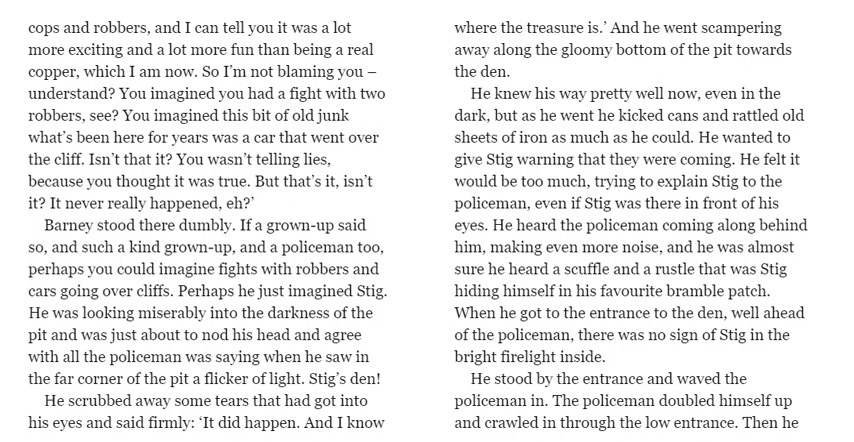 cops and robbers, and I can tell you it was a lot
more exciting and a lot more fun than being a real
copper, which I am now. So I’m not blaming you –
understand? You imagined you had a fight with two
robbers, see? You imagined this bit of old junk
what’s been here for years was a car that went over
the cliff. Isn’t that it? You wasn’t telling lies,
because you thought it was true. But that’s it, isn’t
it? It never really happened, eh?’
Barney stood there dumbly. If a grown-up said
so, and such a kind grown-up, and a policeman too,
perhaps you could imagine fights with robbers and
cars going over cliffs. Perhaps he just imagined Stig.
He was looking miserably into the darkness of the
pit and was just about to nod his head and agree
with all the policeman was saying when he saw in
the far corner of the pit a flicker of light. Stig’s den!
He scrubbed away some tears that had got into
his eyes and said firmly: ‘It did happen. And I know
where the treasure is.’ And he went scampering
away along the gloomy bottom of the pit towards
the den.
He knew his way pretty well now, even in the
dark, but as he went he kicked cans and rattled old
sheets of iron as much as he could. He wanted to
give Stig warning that they were coming. He felt it
would be too much, trying to explain Stig to the
policeman, even if Stig was there in front of his
eyes. He heard the policeman coming along behind
him, making even more noise, and he was almost
sure he heard a scuffle and a rustle that was Stig
hiding himself in his favourite bramble patch.
When he got to the entrance to the den, well ahead
of the policeman, there was no sign of Stig in the
bright firelight inside.
He stood by the entrance and waved the
policeman in. The policeman doubled himself up
and crawled in through the low entrance. Then he